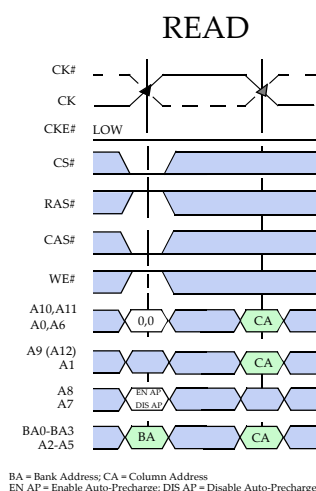 READ
CK#
CK
CKE# LOW
CS#
RAS#
CAS#
WE#
A10,A11
A0,A6
0,0
CA
A9 (A12)
A1
CA
A8
A7
EN AP
DIS AP
BA0-BA3
A2-A5
BA
CA
BA = Bank Address; CA = Column Address
EN AP = Enable Auto-Precharge; DIS AP = Disable Auto-Precharge